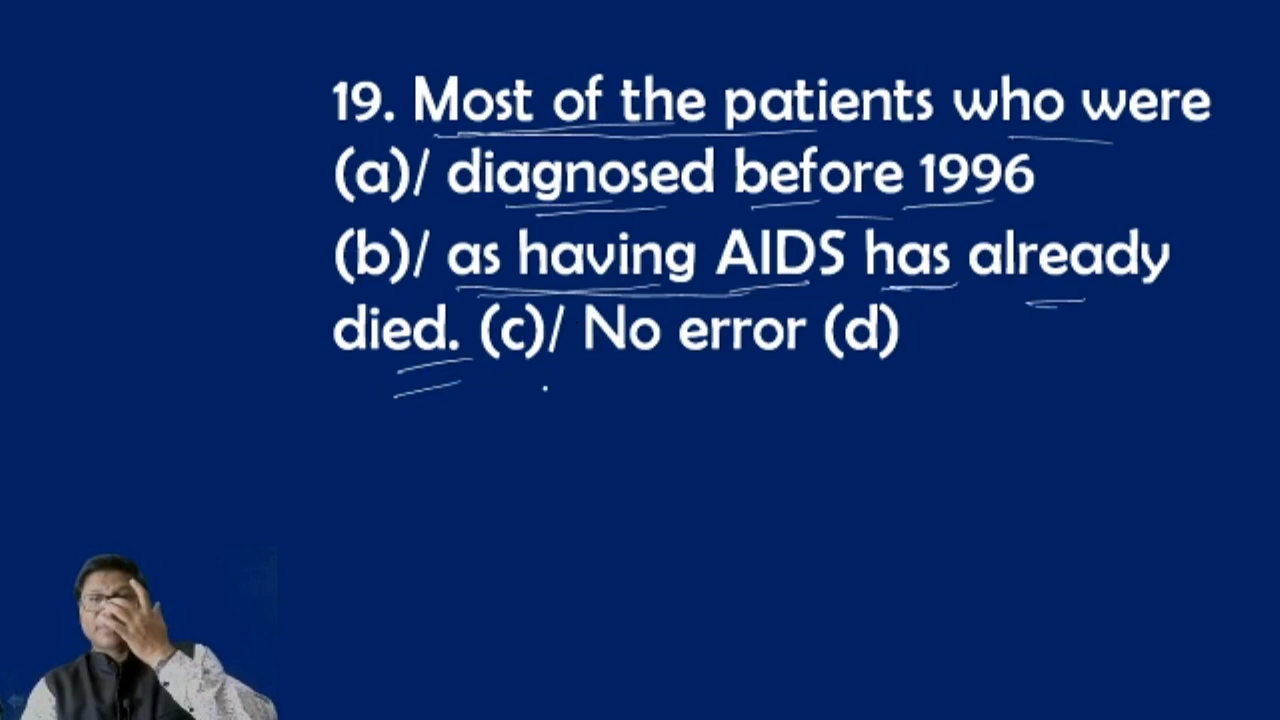 19. Most of the patients who were
(a)/ diagnosed before 1996
(b)/ as having AIDS has already
died. (c)/ No error (d)